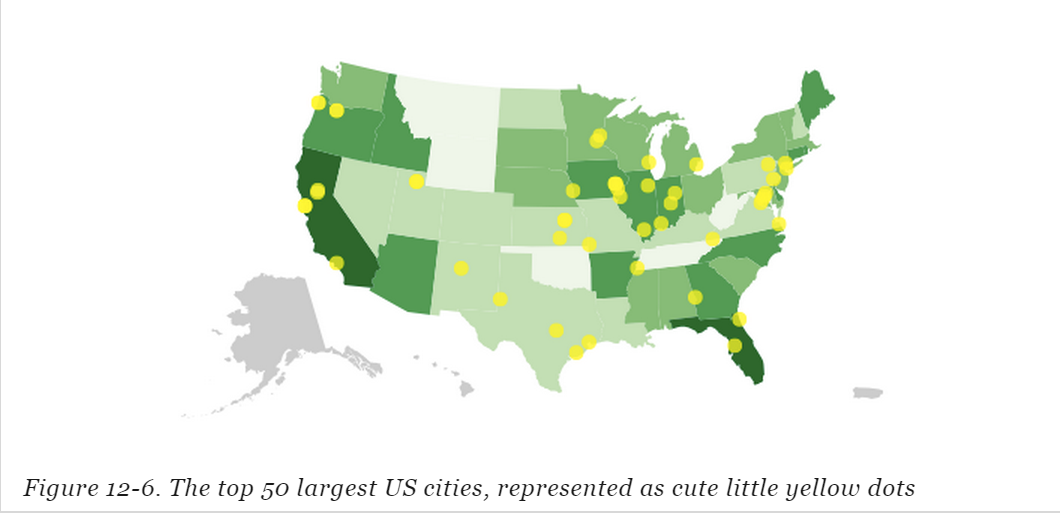 Figure 12-6. The top 50 largest US cities, represented as cute little yellow dots